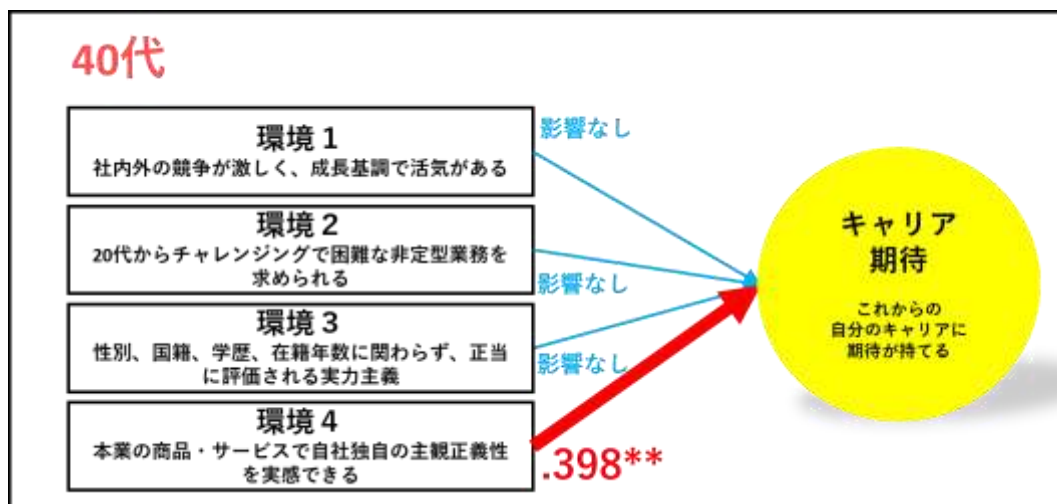 40代
環境１
社内外の競争が激しく、成長基調で活気がある
環境２
20代からチャレンジングで困難な非定型業務を
求められる
環境３
性別、国籍、学歴、在籍年数に関わらず、正当
に評価される実力主義
環境４
本業の商品・サービスで自社独自の主観正義性
を実感できる
影響なし
影響なし
影響なし
.398**
キャリア
期待
これからの
自分のキャリアに
期待が持てる